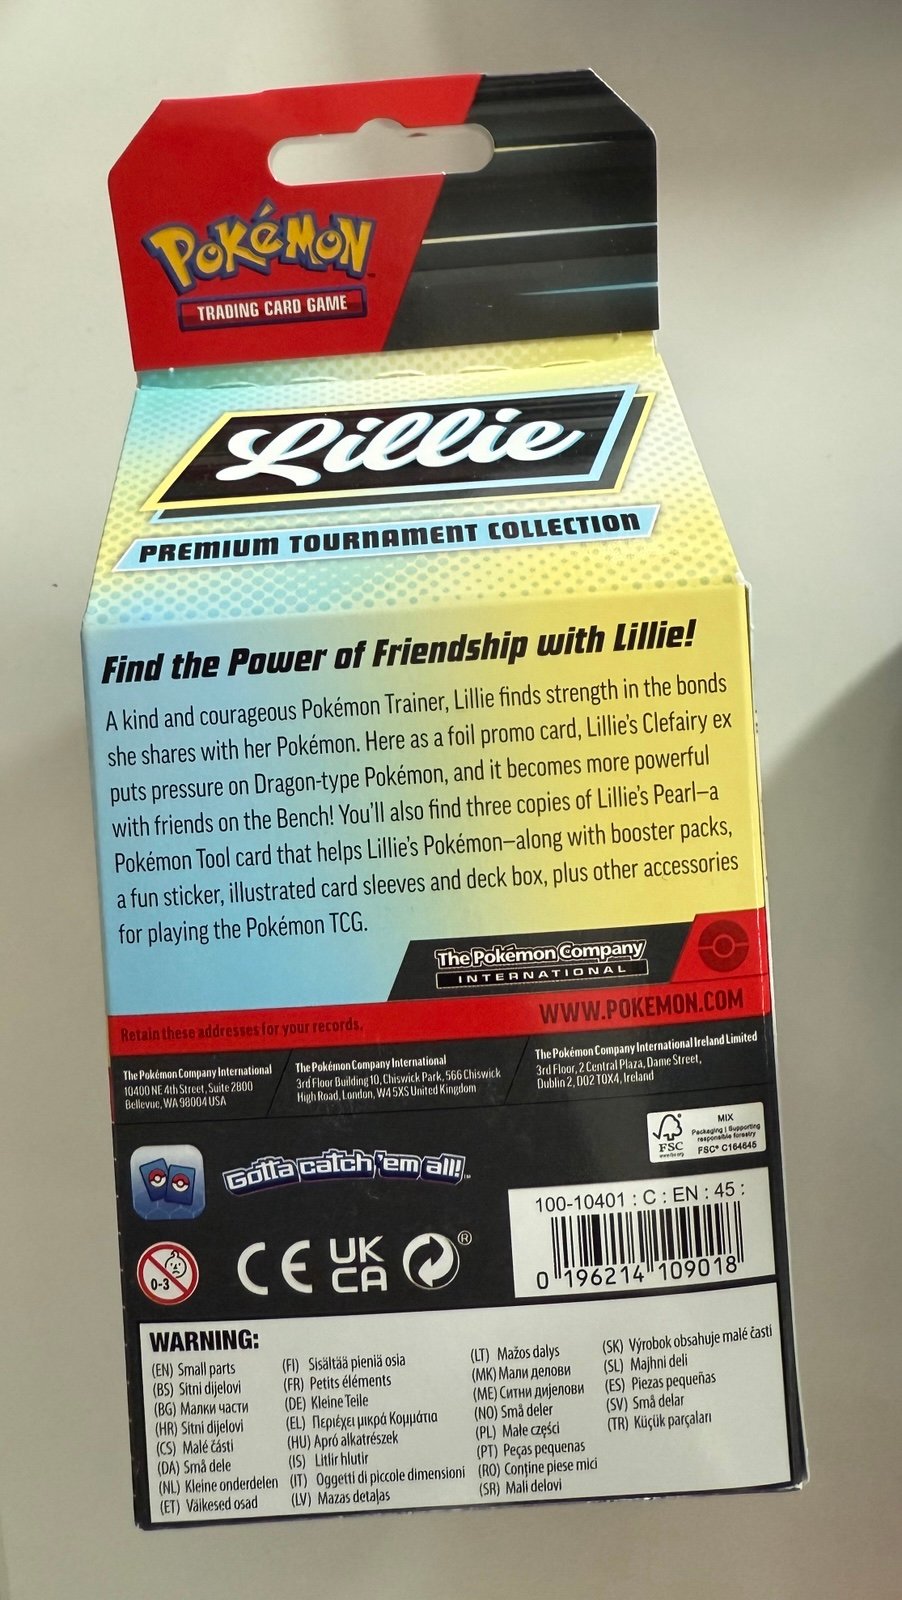 POKéMON
TRADING CARD GAME
Lillie
PREMIUM TOURNAMENT COLLECTION
Find the Power of Friendship with Lillie!
A kind and courageous Pokémon Trainer, Lillie finds strength in the bonds
she shares with her Pokémon. Here as a foil promo card, Lillie's Clefairy ex
puts pressure on Dragon-type Pokémon, and it becomes more powerful
with friends on the Bench! You'll also find three copies of Lillie's Pearl—a
Pokémon Tool card that helps Lillie's Pokémon—along with booster packs,
a fun sticker, illustrated card sleeves and deck box, plus other accessories
for playing the Pokémon TCG.
The Pokémon Company
INTERNATIONAL
WWW.POKEMON.COM
Retain these addresses for your records.
The Pokémon Company International
10400 NE 4th Street, Suite 2800
Bellevue, WA 98004 USA
The Pokémon Company International
3rd Floor Building 10, Chiswick Park, 566 Chiswick
High Road, London, W4 5XS United Kingdom
The Pokémon Company International Ireland Limited
3rd Floor, 2 Central Plaza, Dame Street,
Dublin 2, D02 T0X4, Ireland
Gotta catch 'em all!™
FSC
www.fsc.org
MIX
Packaging | Supporting
responsible forestry
FSC® C164645
100-10401 : C : EN : 45 :
0 196214 109018
0-3
CE
UK
CA
®
WARNING:
(EN) Small parts
(BS) Sitni dijelovi
(BG) Малки части
(HR) Sitni dijelovi
(CS) Malé části
(DA) Små dele
(NL) Kleine onderdelen
(ET) Väikesed osad
(FI) Sisältää pieniä osia
(FR) Petits éléments
(DE) Kleine Teile
(EL) Περιέχει μικρά Κομμάτια
(HU) Apró alkatrészek
(IS) Litlir hlutir
(IT) Oggetti di piccole dimensioni
(LV) Mazas detaļas
(LT) Mažos dalys
(MK) Мали делови
(ME) Ситни дијелови
(NO) Små deler
(PL) Małe części
(PT) Peças pequenas
(RO) Conține piese mici
(SR) Mali delovi
(SK) Výrobok obsahuje malé časti
(SL) Majhni deli
(ES) Piezas pequeñas
(SV) Små delar
(TR) Küçük parçaları